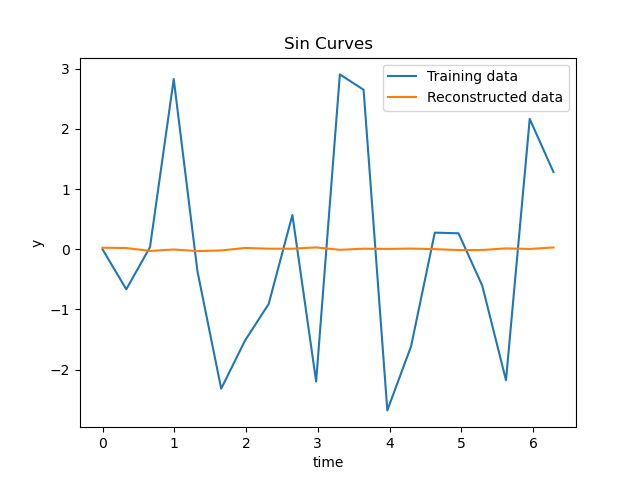 Sin Curves
Training data
Reconstructed data
3
2
1
0
−1
−2
y
0 1 2 3 4 5 6
time